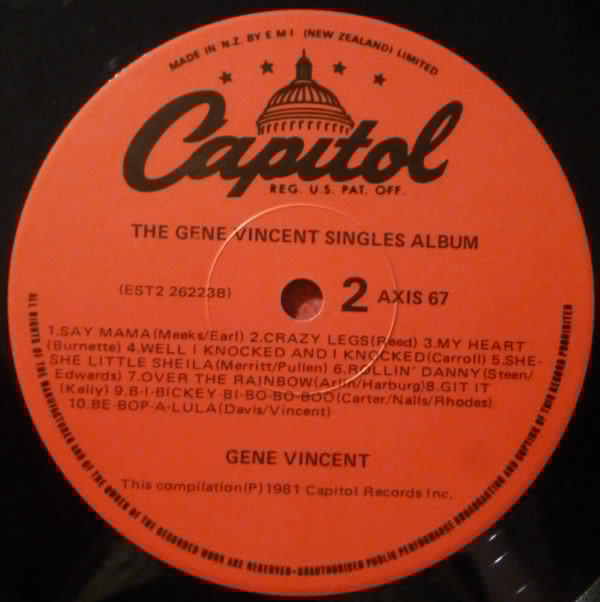 MADE IN N.Z. BY E M I (NEW ZEALAND) LIMITED
Capitol
REG. U.S. PAT. OFF.
THE GENE VINCENT SINGLES ALBUM
(EST2 26223B)
2 AXIS 67
1.SAY MAMA(Meeks/Earl) 2.CRAZY LEGS(Reed) 3.MY HEART
(Burnette) 4.WELL I KNOCKED AND I KNOCKED(Carroll) 5.SHE-
SHE LITTLE SHEILA(Merritt/Pullen) 6.ROLLIN' DANNY(Steen/
Edwards) 7.OVER THE RAINBOW(Arlin/Harburg)8.GIT IT
(Kelly) 9.B-I-BICKEY-BI-BO-BO-BOO(Carter/Nalls/Rhodes)
10.BE-BOP-A-LULA(Davis/Vincent)
GENE VINCENT
This compilation(P)1981 Capitol Records Inc.
ALL RIGHTS OF THE MANUFACTURER AND OF THE OWNER OF THE RECORDED WORK ARE RESERVED-UNAUTHORISED PUBLIC PERFORMANCE BROADCASTING AND COPYING OF THIS RECORD PROHIBITED